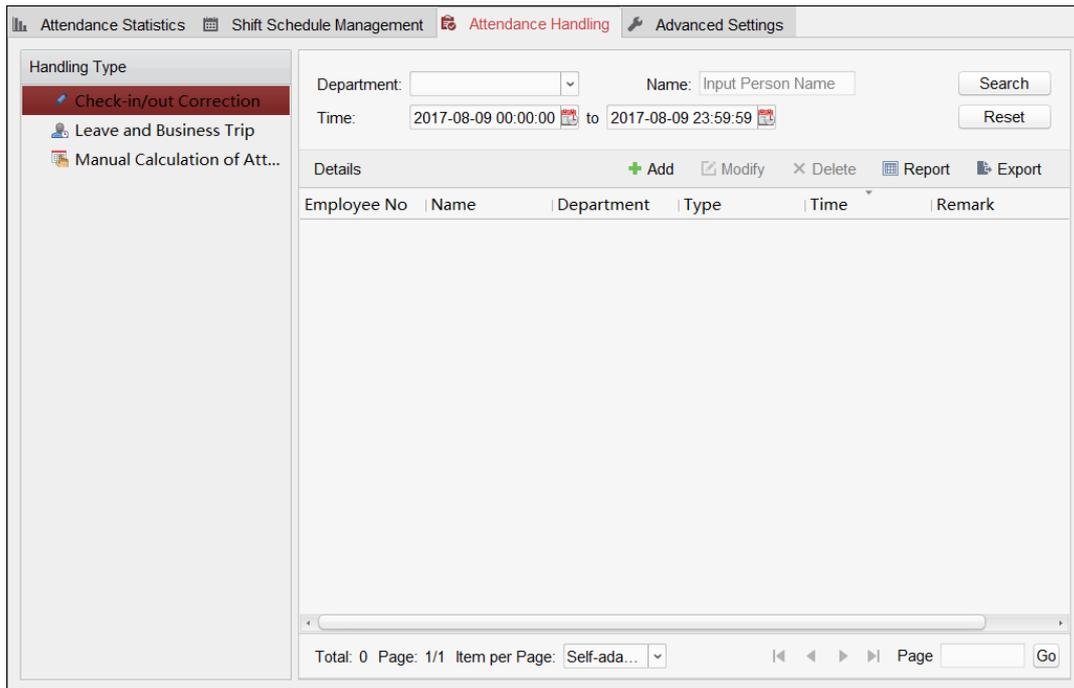 Attendance Statistics Shift Schedule Management Attendance Handling Advanced Settings
Handling Type
Check-in/out Correction
Leave and Business Trip
Manual Calculation of Att...
Department: Name: Input Person Name Search
Time: 2017-08-09 00:00:00 to 2017-08-09 23:59:59 Reset
Details Add Modify Delete Report Export
Employee No Name Department Type Time Remark
Total: 0 Page: 1/1 Item per Page: Self-ada... Page Go